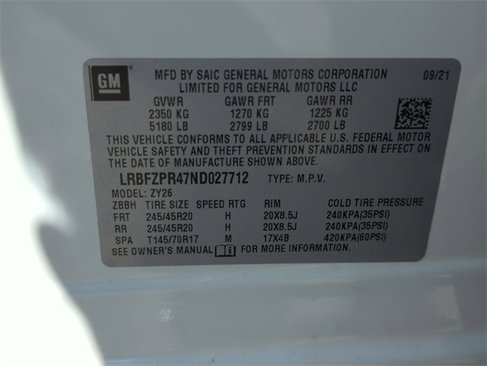 GM
MFD BY SAIC GENERAL MOTORS CORPORATION 09/21
LIMITED FOR GENERAL MOTORS LLC
GVWR GAWR FRT GAWR RR
2350 KG 1270 KG 1225 KG
5180 LB 2799 LB 2700 LB
THIS VEHICLE CONFORMS TO ALL APPLICABLE U.S. FEDERAL MOTOR
VEHICLE SAFETY AND THEFT PREVENTION STANDARDS IN EFFECT ON
THE DATE OF MANUFACTURE SHOWN ABOVE.
LRBFZPR47ND027712 TYPE: M.P.V.
MODEL: ZY26
ZBBH TIRE SIZE SPEED RTG RIM COLD TIRE PRESSURE
FRT 245/45R20 H 20X8.5J 240KPA(35PSI)
RR 245/45R20 H 20X8.5J 240KPA(35PSI)
SPA T145/70R17 M 17X4B 420KPA(60PSI)
SEE OWNER'S MANUAL FOR MORE INFORMATION.